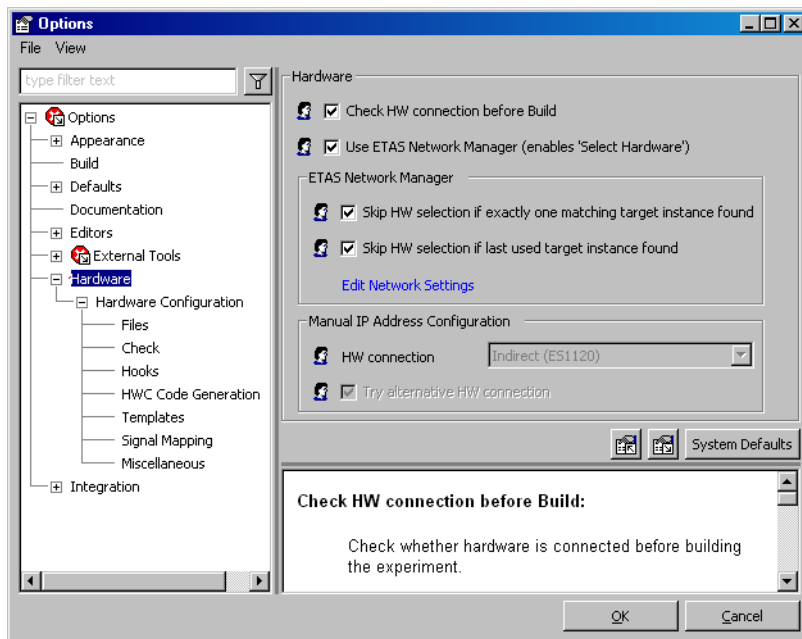 Options
File View
type filter text
Options
Appearance
Build
Defaults
Documentation
Editors
External Tools
Hardware
Hardware Configuration
Files
Check
Hooks
HWC Code Generation
Templates
Signal Mapping
Miscellaneous
Integration
Hardware
Check HW connection before Build
Use ETAS Network Manager (enables 'Select Hardware')
ETAS Network Manager
Skip HW selection if exactly one matching target instance found
Skip HW selection if last used target instance found
Edit Network Settings
Manual IP Address Configuration
HW connection Indirect (ES1120)
Try alternative HW connection
System Defaults
Check HW connection before Build:
Check whether hardware is connected before building
the experiment.
OK Cancel